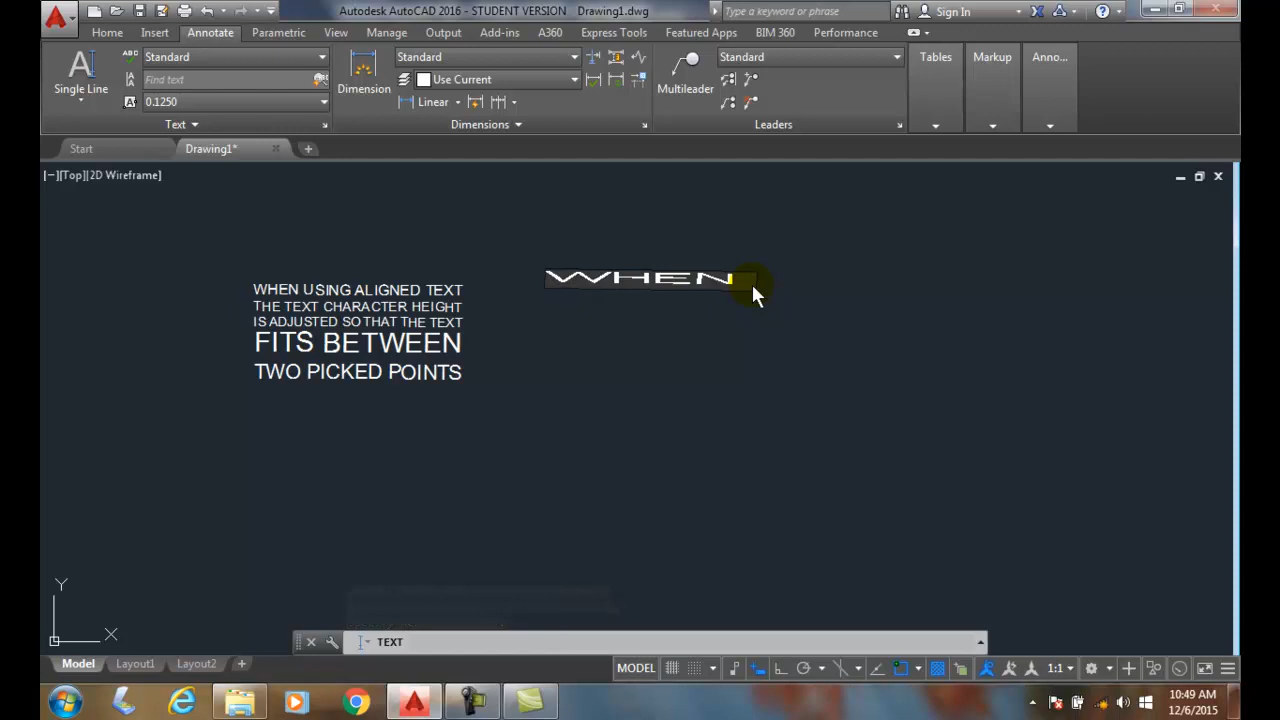 Autodesk AutoCAD 2016 - STUDENT VERSION Drawing1.dwg
Type a keyword or phrase
Sign In
Home Insert Annotate Parametric View Manage Output Add-ins A360 Express Tools Featured Apps BIM 360 Performance
Single Line
Standard
Find text
0.1250
Text
Dimension
Standard
Use Current
Linear
Dimensions
Multileader
Standard
Leaders
Tables
Markup
Anno...
Start
Drawing1*
[−][Top][2D Wireframe]
WHEN USING ALIGNED TEXT
THE TEXT CHARACTER HEIGHT
IS ADJUSTED SO THAT THE TEXT
FITS BETWEEN
TWO PICKED POINTS
WHEN
Y
X
TEXT
Model Layout1 Layout2
MODEL
1:1
10:49 AM
12/6/2015